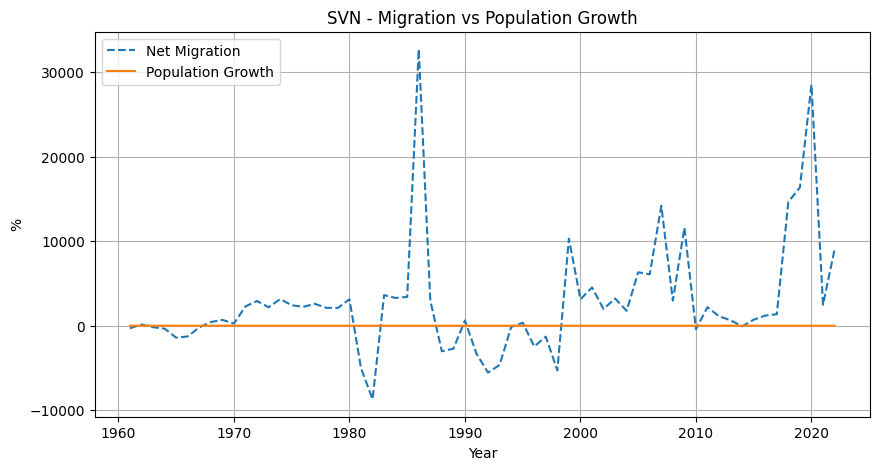 SVN - Migration vs Population Growth
Net Migration
Population Growth
30000
20000
10000
0
−10000
%
1960 1970 1980 1990 2000 2010 2020
Year